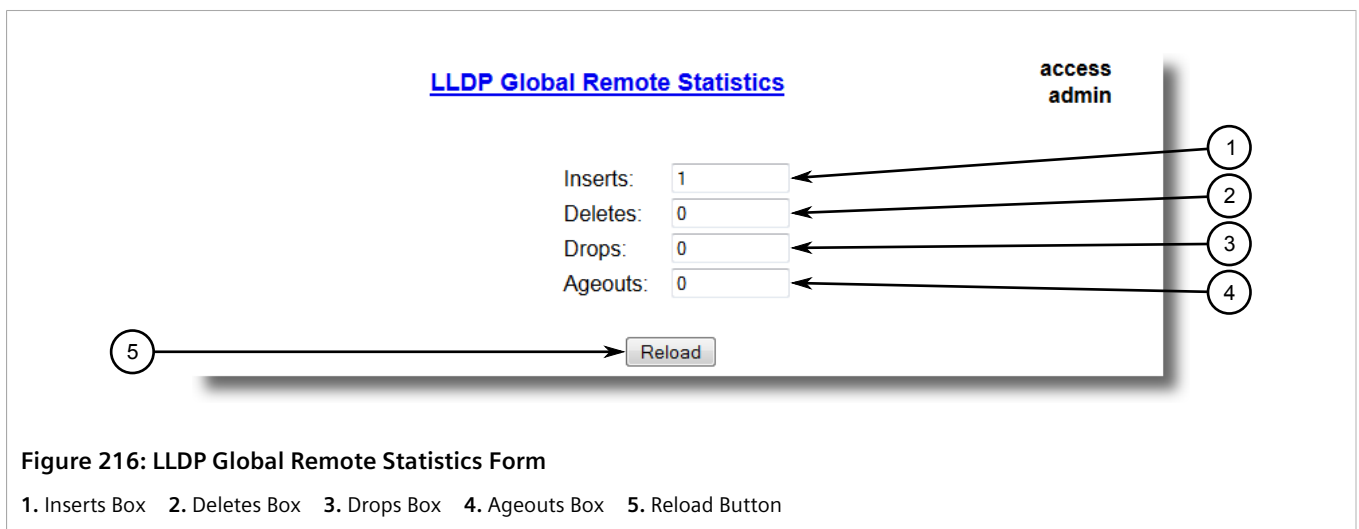 LLDP Global Remote Statistics
access
admin
Inserts: 1
Deletes: 0
Drops: 0
Ageouts: 0
Reload
1
2
3
4
5
Figure 216: LLDP Global Remote Statistics Form
1. Inserts Box 2. Deletes Box 3. Drops Box 4. Ageouts Box 5. Reload Button